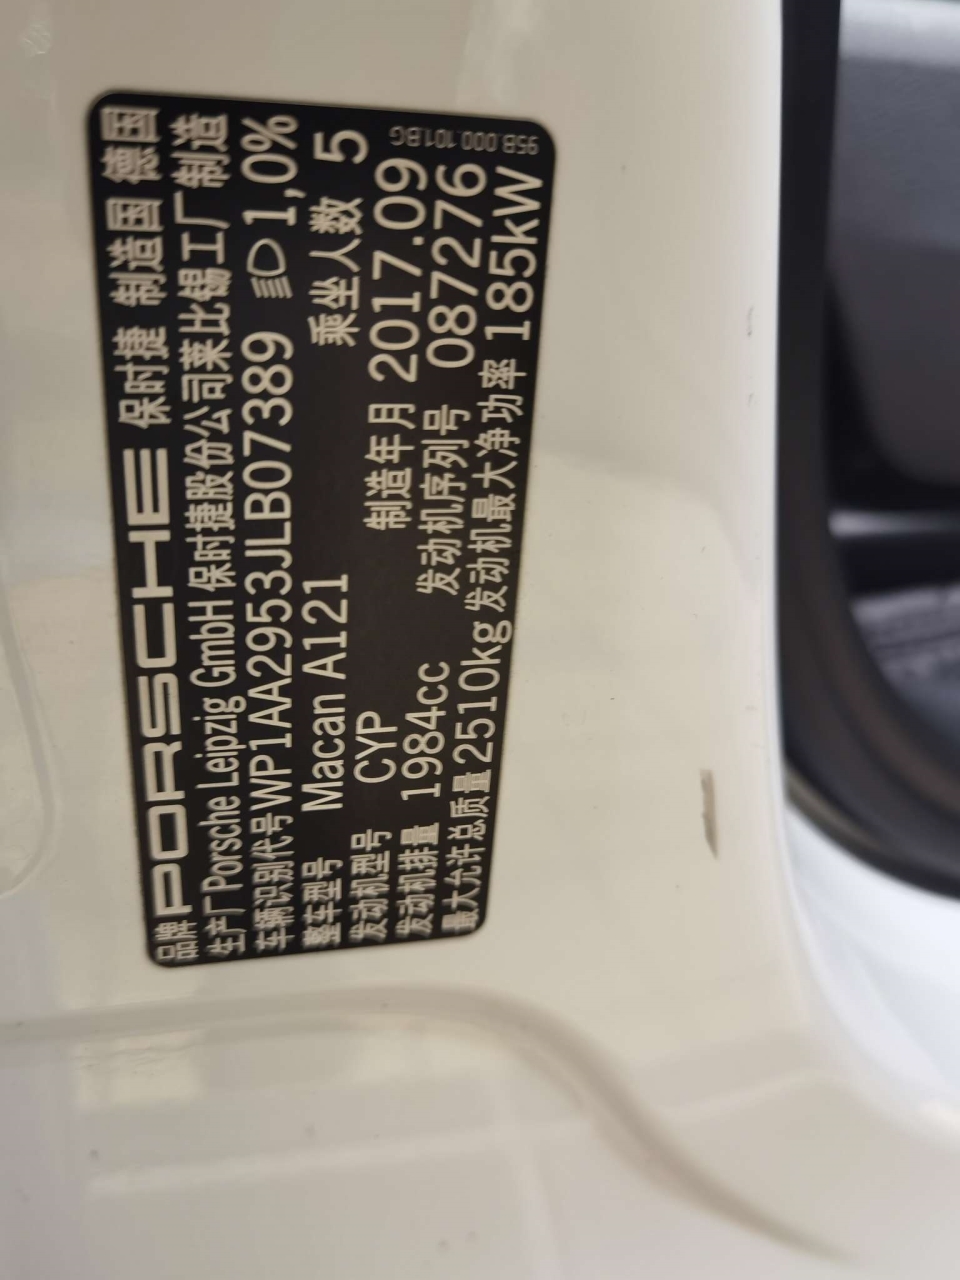 品牌 PORSCHE 保时捷 制造国 德国
生产厂 Porsche Leipzig GmbH 保时捷股份公司莱比锡工厂制造
车辆识别代号 WP1AA2953JLB07389 1,0%
整车型号 Macan A121 乘坐人数 5
发动机型号 CYP 制造年月 2017.09
发动机排量 1984cc 发动机序列号 087276
最大允许总质量 2510kg 发动机最大净功率 185kW
95B.000.101.BG